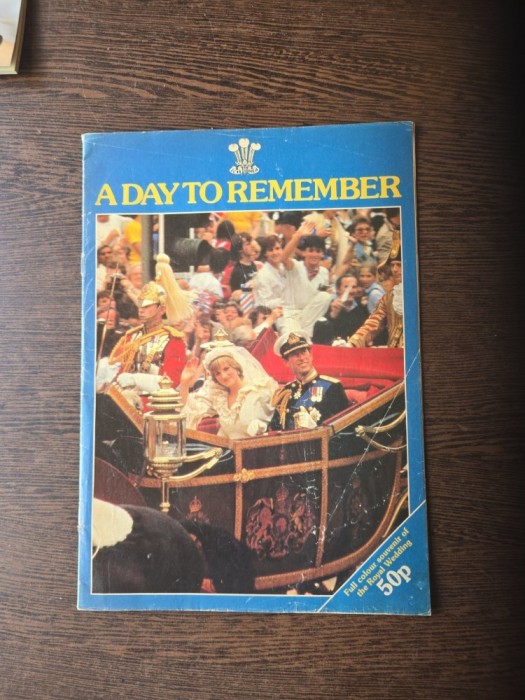 A DAY TO REMEMBER
Full colour souvenir of
the Royal Wedding
50p